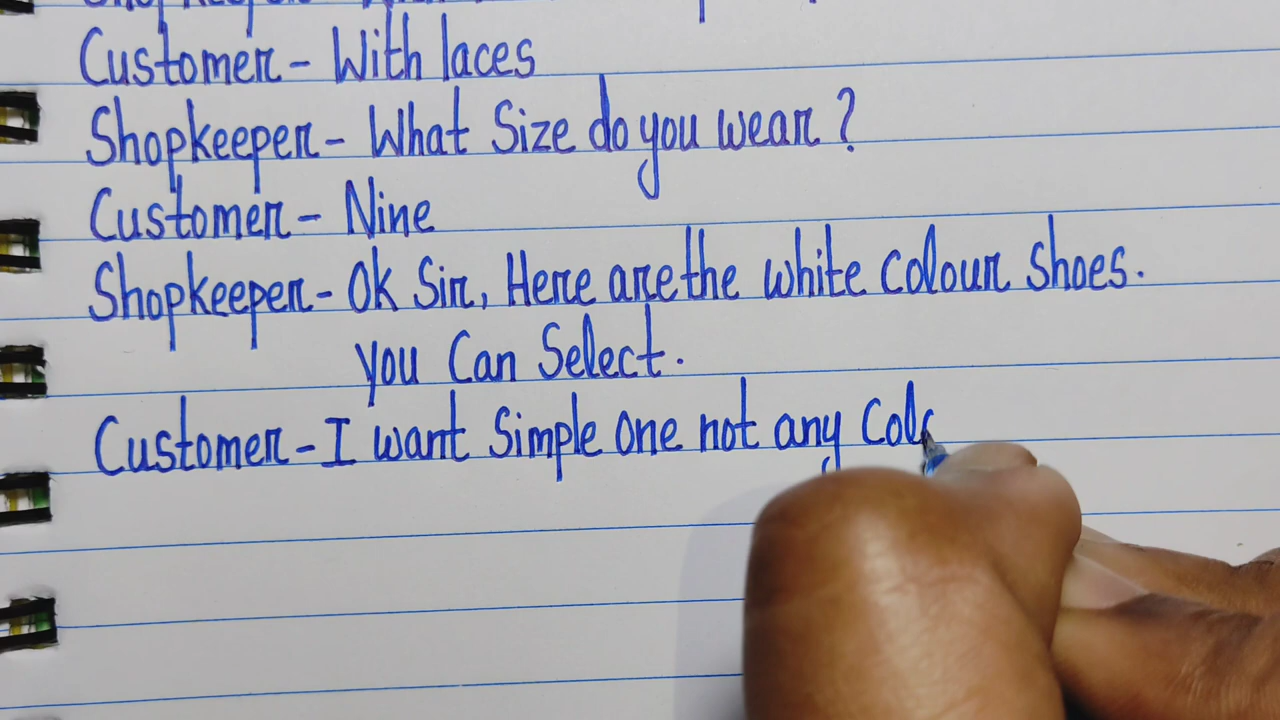 Customer - With laces
Shopkeeper - What Size do you wear ?
Customer - Nine
Shopkeeper - Ok Sir, Here are the white Colour Shoes.
you Can Select.
Customer - I want Simple one not any